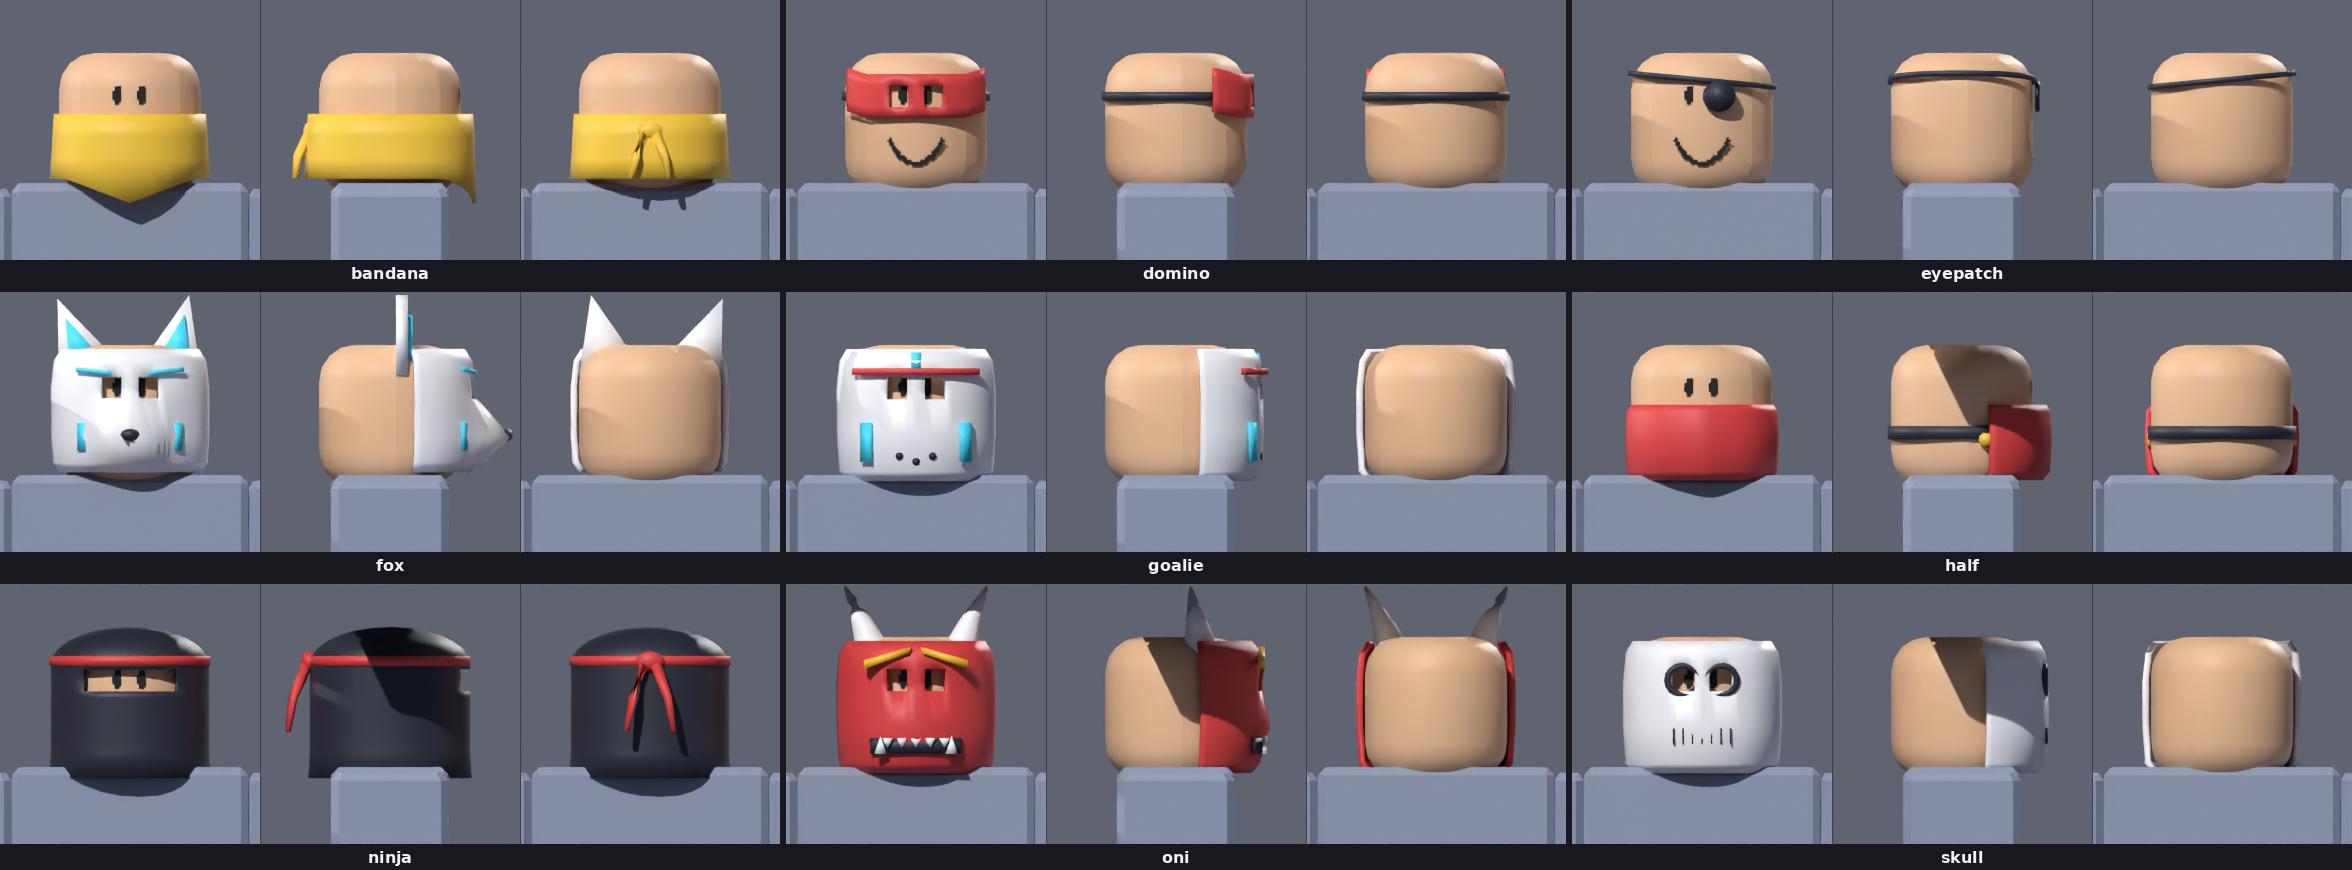 bandana
domino
eyepatch
fox
goalie
half
ninja
oni
skull